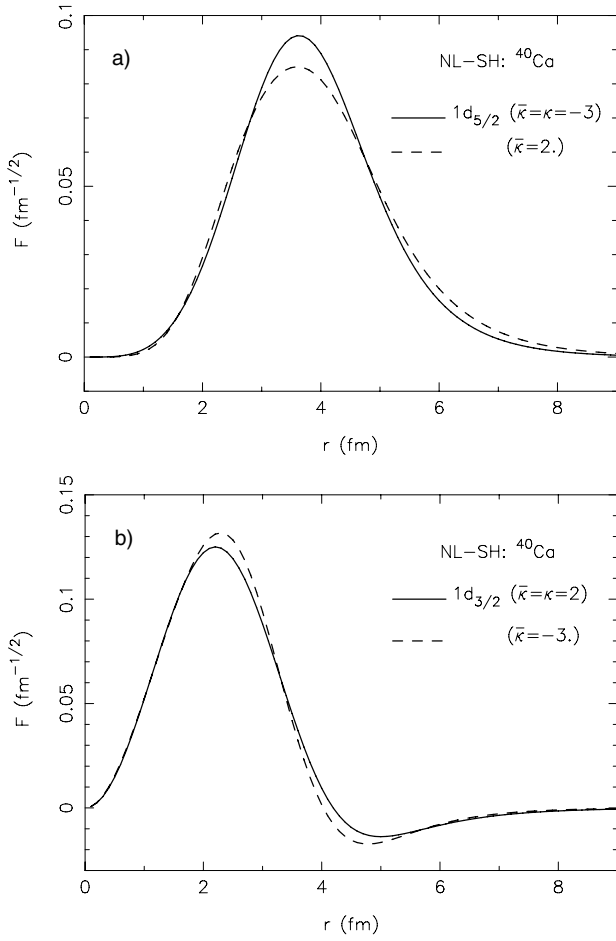 a)
NL−SH: ⁴⁰Ca
1d₅/₂ (κ̄=κ=−3)
(κ̄=2.)
F (fm⁻¹/²)
0.1
0.05
0
0 2 4 6 8
r (fm)
b)
NL−SH: ⁴⁰Ca
1d₃/₂ (κ̄=κ=2)
(κ̄=−3.)
F (fm⁻¹/²)
0.15
0.1
0.05
0
0 2 4 6 8
r (fm)